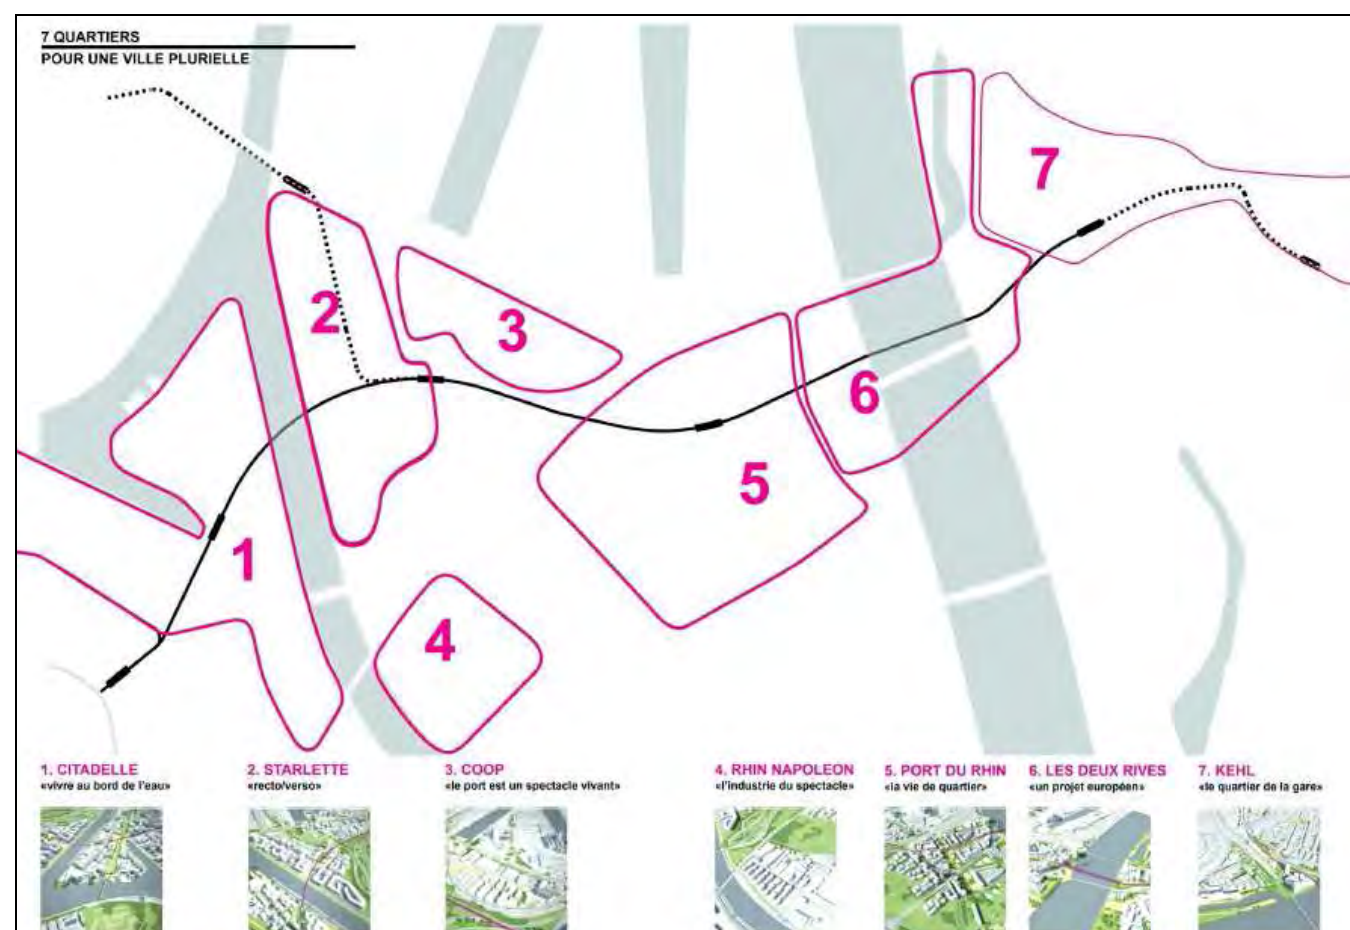 7 QUARTIERS
POUR UNE VILLE PLURIELLE
7
2
3
6
5
1
4
1. CITADELLE
«vivre au bord de l'eau»
2. STARLETTE
«recto/verso»
3. COOP
«le port est un spectacle vivant»
4. RHIN NAPOLEON
«l'industrie du spectacle»
5. PORT DU RHIN
«la vie de quartier»
6. LES DEUX RIVES
«un projet européen»
7. KEHL
«le quartier de la gare»